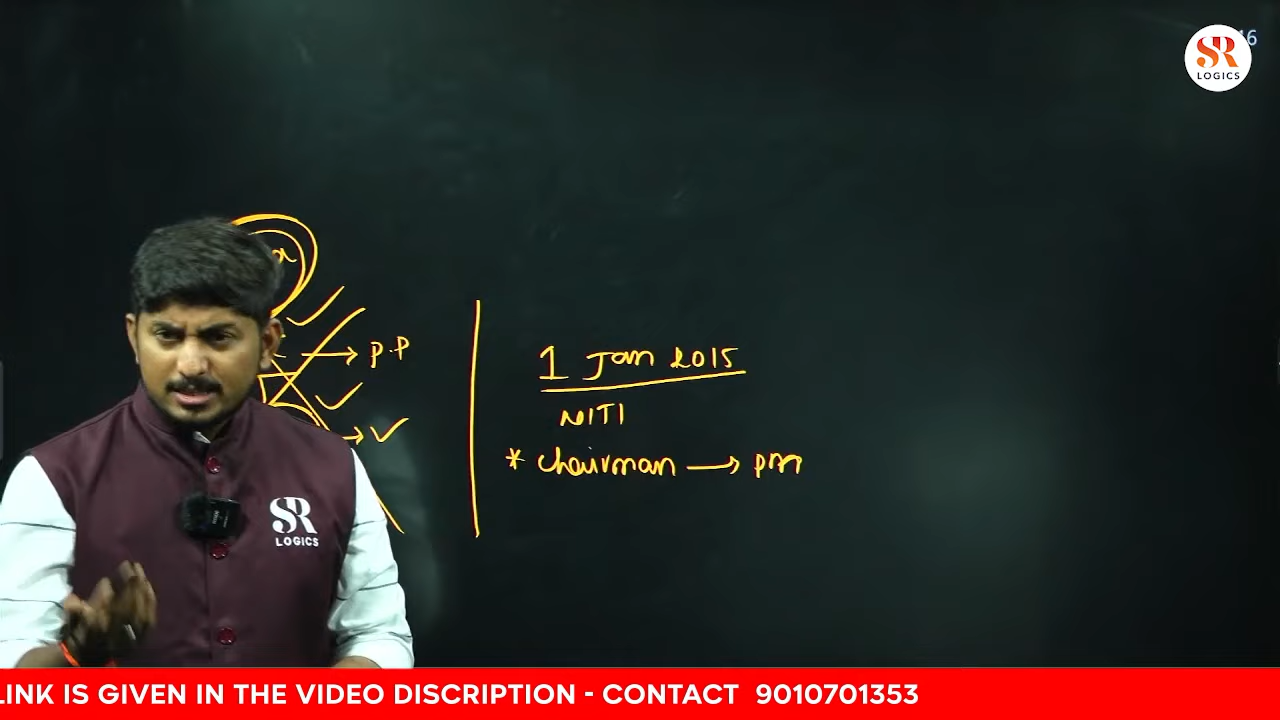 SR
LOGICS
16
P.P
1 Jan 2015
NITI
* chairman → pm
SR
LOGICS
LINK IS GIVEN IN THE VIDEO DISCRIPTION - CONTACT 9010701353